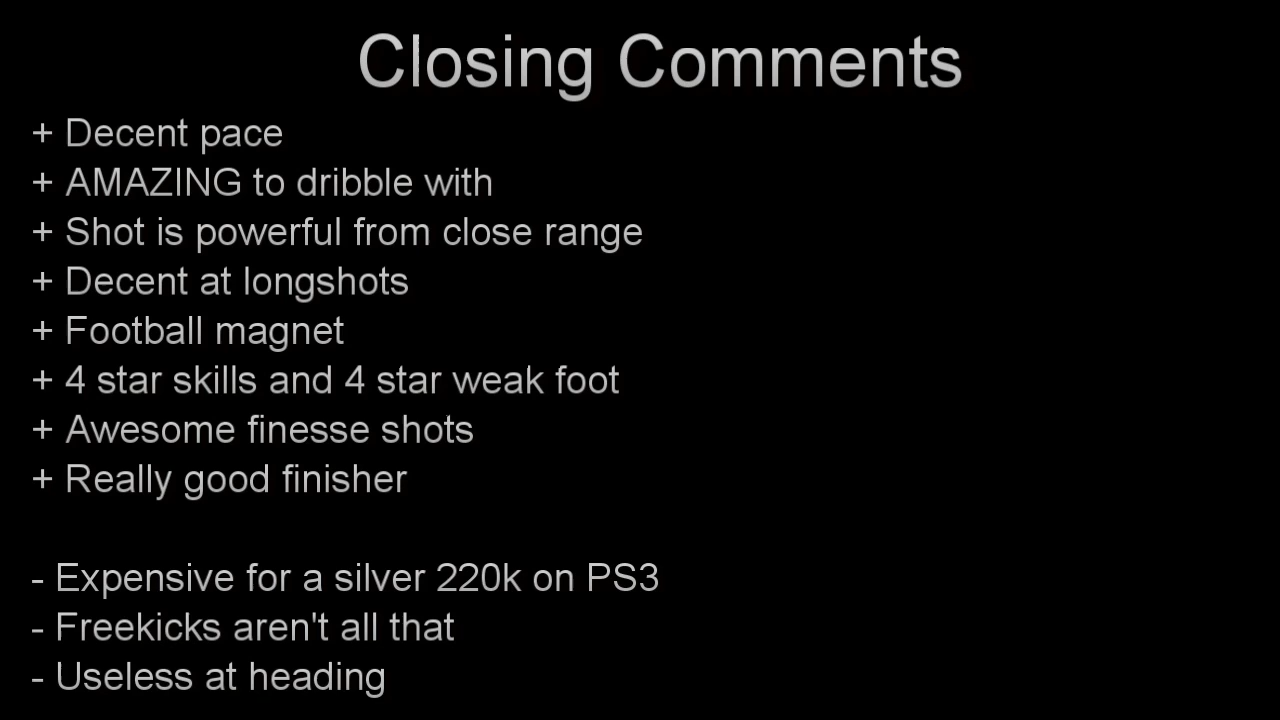 Closing Comments
+ Decent pace
+ AMAZING to dribble with
+ Shot is powerful from close range
+ Decent at longshots
+ Football magnet
+ 4 star skills and 4 star weak foot
+ Awesome finesse shots
+ Really good finisher
- Expensive for a silver 220k on PS3
- Freekicks aren't all that
- Useless at heading